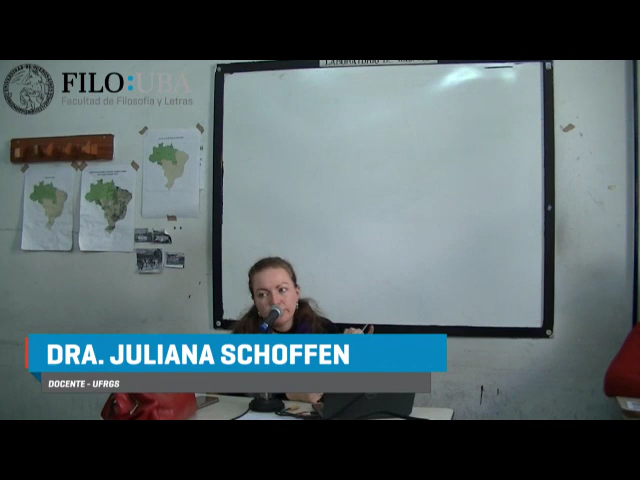 FILO:UBA
Facultad de Filosofía y Letras
DRA. JULIANA SCHOFFEN
DOCENTE - UFRGS